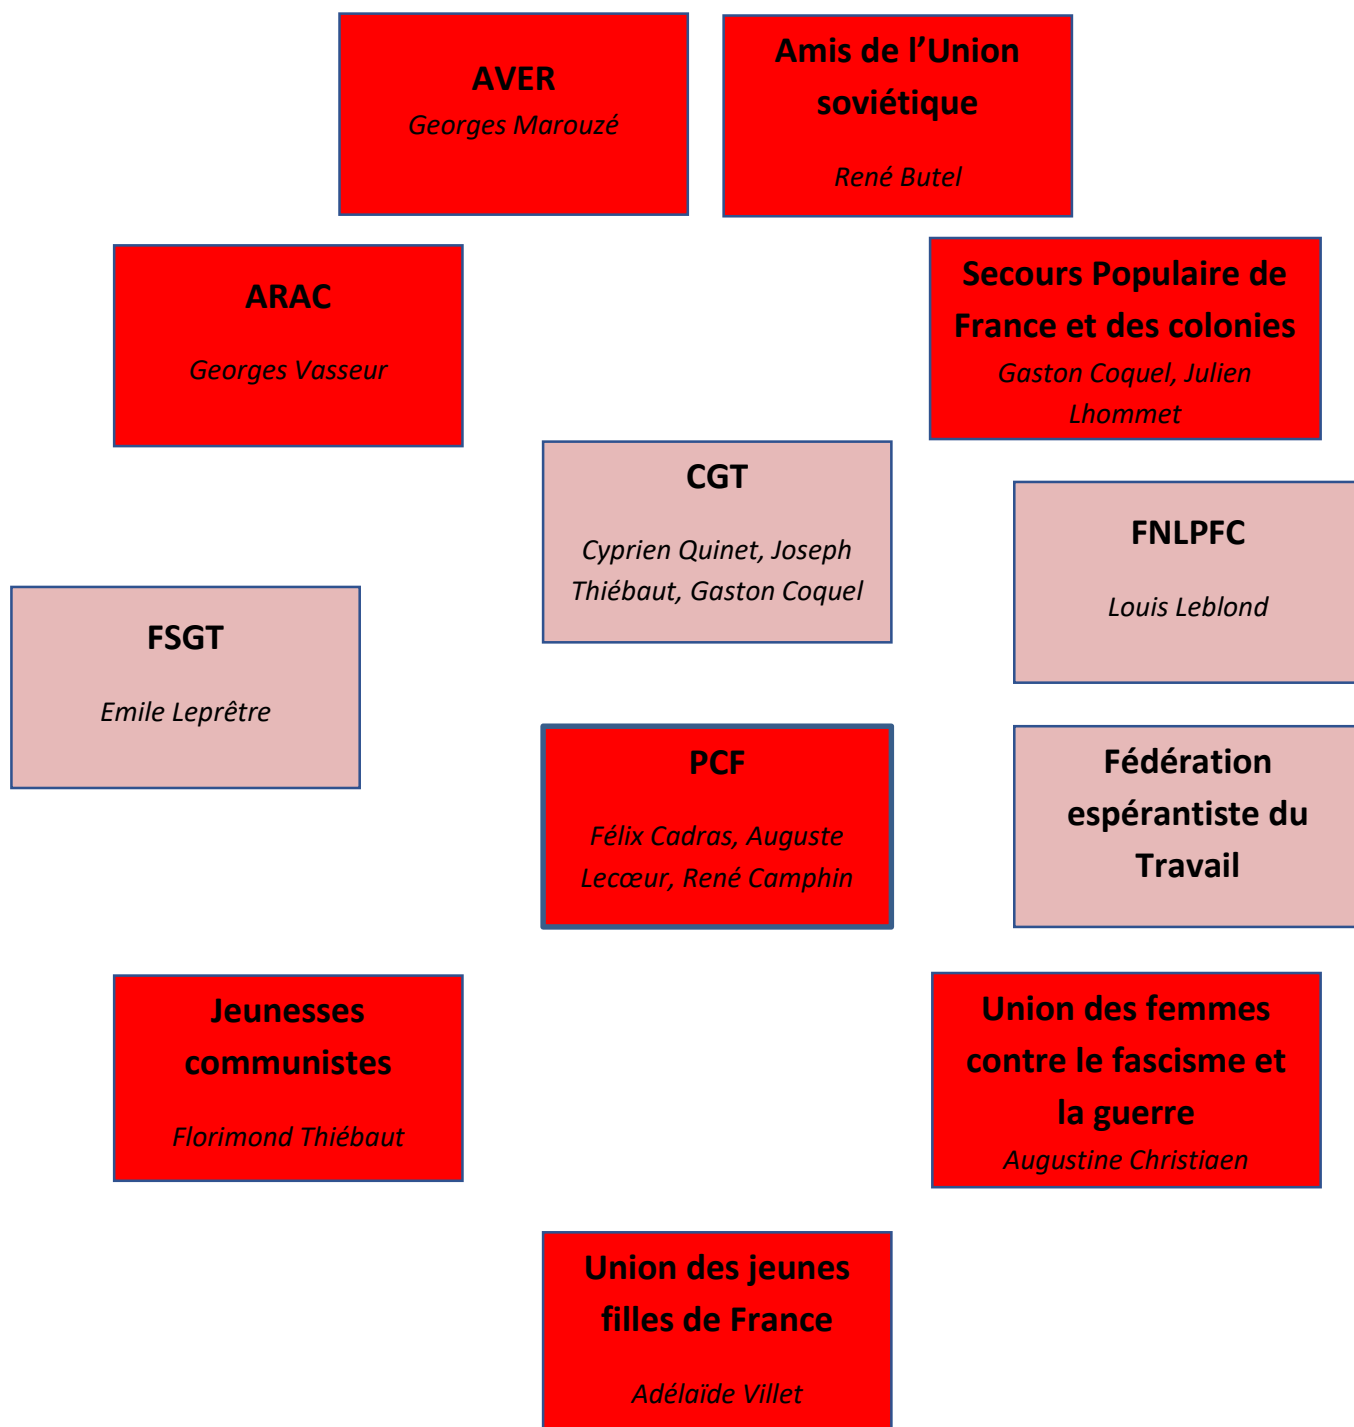 AVER
Georges Marouzé
Amis de l’Union
soviétique
René Butel
ARAC
Georges Vasseur
Secours Populaire de
France et des colonies
Gaston Coquel, Julien
Lhommet
CGT
Cyprien Quinet, Joseph
Thiébaut, Gaston Coquel
FNLPFC
Louis Leblond
FSGT
Emile Leprêtre
PCF
Félix Cadras, Auguste
Lecœur, René Camphin
Fédération
espérantiste du
Travail
Jeunesses
communistes
Florimond Thiébaut
Union des femmes
contre le fascisme et
la guerre
Augustine Christiaen
Union des jeunes
filles de France
Adélaïde Villet